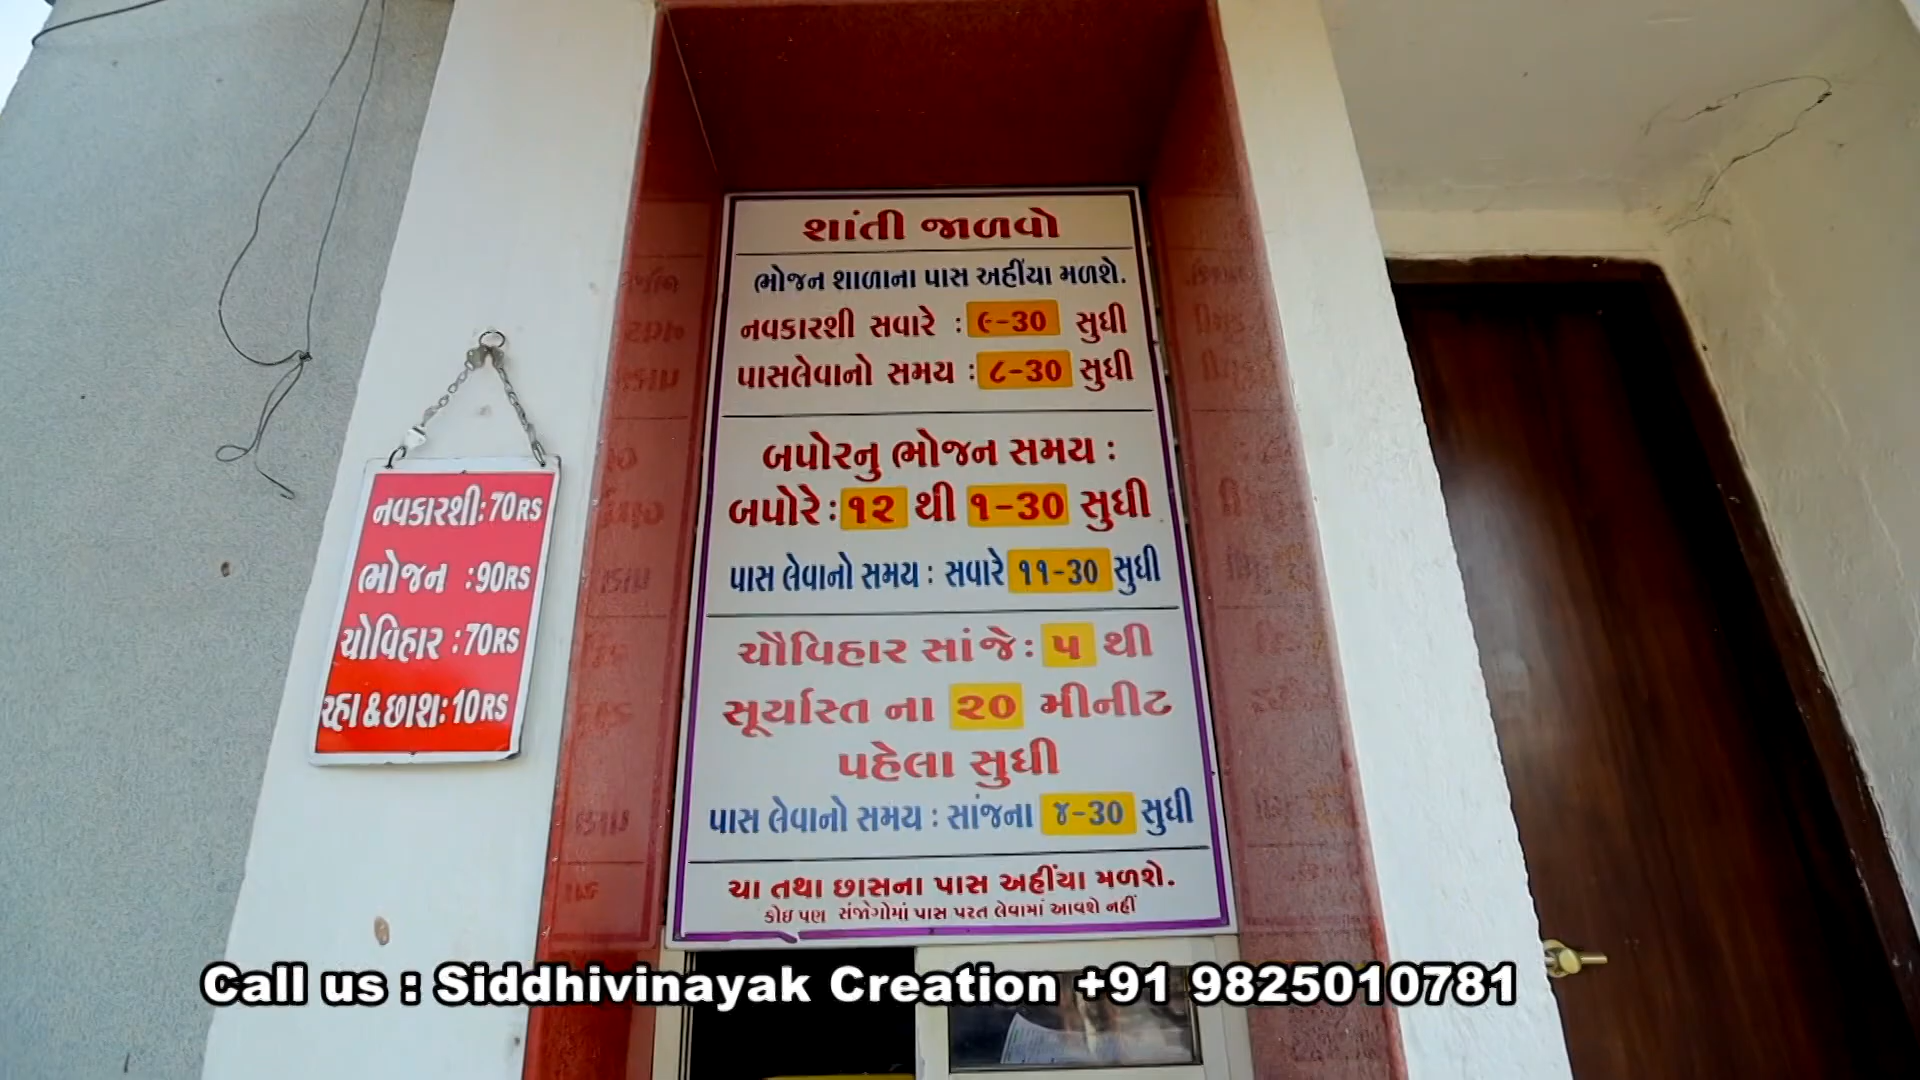 શાંતી જાળવો
ભોજન શાળાના પાસ અહીંયા મળશે.
નવકારશી સવારે : ૯-30 સુધી
પાસલેવાનો સમય : ૮-30 સુધી
બપોરનુ ભોજન સમય :
બપોરે : ૧૨ થી ૧-30 સુધી
પાસ લેવાનો સમય : સવારે ૧૧-30 સુધી
ચૌવિહાર સાંજે : ૫ થી
સૂર્યાસ્ત ના ૨૦ મીનીટ
પહેલા સુધી
પાસ લેવાનો સમય : સાંજના ૪-30 સુધી
ચા તથા છાસના પાસ અહીંયા મળશે.
કોઇ પણ સંજોગોમાં પાસ પરત લેવામાં આવશે નહીં
નવકારશી: 70RS
ભોજન : 90RS
ચોવિહાર : 70RS
ચહા & છાશ: 10RS
Call us : Siddhivinayak Creation +91 9825010781